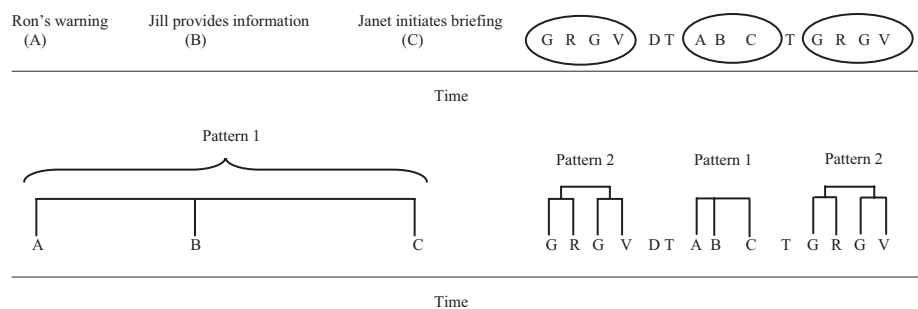 Ron's warning Jill provides information Janet initiates briefing
(A) (B) (C) G R G V D T A B C T G R G V
Time
Pattern 1
Pattern 2 Pattern 1 Pattern 2
A B C G R G V D T A B C T G R G V
Time